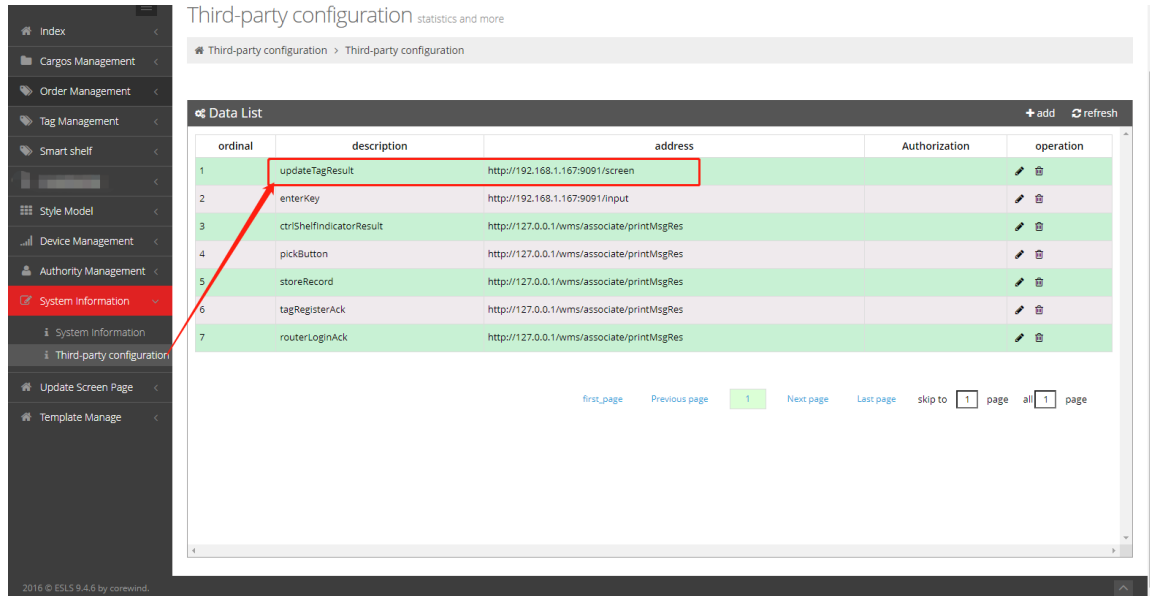 Third-party configuration statistics and more
Index
Third-party configuration > Third-party configuration
Cargos Management
Order Management
Tag Management
Smart shelf
Style Model
Device Management
Authority Management
System Information
System Information
Third-party configuration
Update Screen Page
Template Manage
Data List
add refresh
ordinal description address Authorization operation
1 updateTagResult http://192.168.1.167:9091/screen
2 enterKey http://192.168.1.167:9091/input
3 ctrlShelfIndicatorResult http://127.0.0.1/wms/associate/printMsgRes
4 pickButton http://127.0.0.1/wms/associate/printMsgRes
5 storeRecord http://127.0.0.1/wms/associate/printMsgRes
6 tagRegisterAck http://127.0.0.1/wms/associate/printMsgRes
7 routerLoginAck http://127.0.0.1/wms/associate/printMsgRes
first_page Previous page 1 Next page Last page skip to 1 page all 1 page
2016 © ESLS 9.4.6 by corewind.